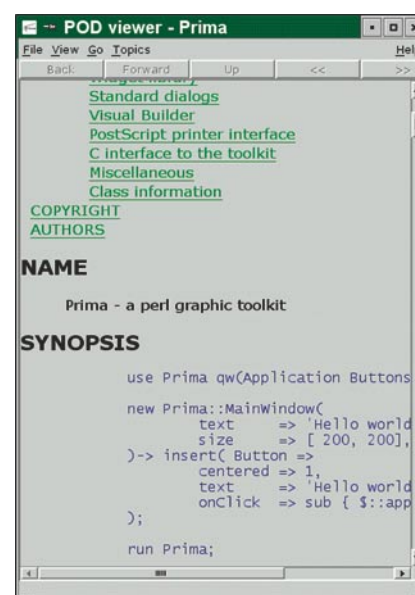 POD viewer - Prima
File View Go Topics Hel
Back Forward Up << >>
Widget library
Standard dialogs
Visual Builder
PostScript printer interface
C interface to the toolkit
Miscellaneous
Class information
COPYRIGHT
AUTHORS
NAME
Prima - a perl graphic toolkit
SYNOPSIS
use Prima qw(Application Buttons
new Prima::MainWindow(
text => 'Hello world
size => [ 200, 200],
)-> insert( Button =>
centered => 1,
text => 'Hello world
onClick => sub { $::app
);
run Prima;